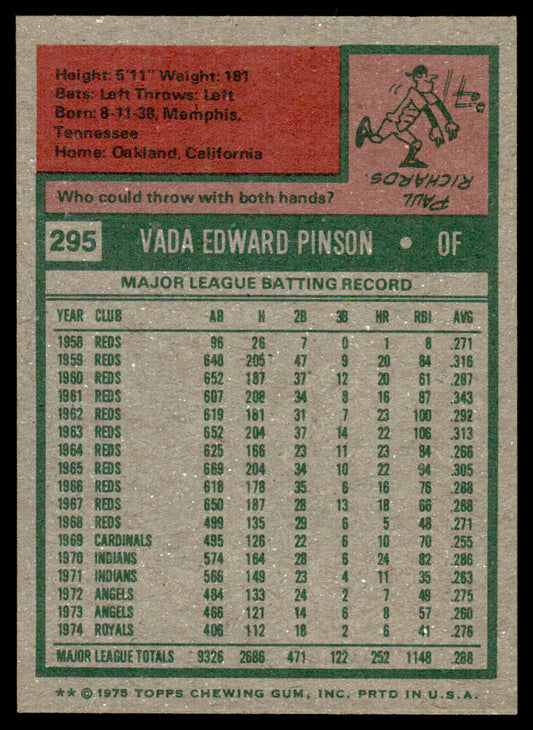 Height: 5'11" Weight: 181
Bats: Left Throws: Left
Born: 8-11-38, Memphis,
Tennessee
Home: Oakland, California
PAUL
RICHARDS.
Who could throw with both hands?
295 VADA EDWARD PINSON • OF
MAJOR LEAGUE BATTING RECORD
YEAR CLUB AB H 2B 3B HR RBI AVG
1958 REDS 96 26 7 0 1 8 .271
1959 REDS 648 205 47 9 20 84 .316
1960 REDS 652 187 37 12 20 61 .287
1961 REDS 607 208 34 8 16 87 .343
1962 REDS 619 181 31 7 23 100 .292
1963 REDS 652 204 37 14 22 106 .313
1964 REDS 625 166 23 11 23 84 .266
1965 REDS 669 204 34 10 22 94 .305
1966 REDS 618 178 35 6 16 76 .288
1967 REDS 650 187 28 13 18 66 .288
1968 REDS 499 135 29 6 5 48 .271
1969 CARDINALS 495 126 22 6 10 70 .255
1970 INDIANS 574 164 28 6 24 82 .286
1971 INDIANS 566 149 23 4 11 35 .263
1972 ANGELS 484 133 24 2 7 49 .275
1973 ANGELS 466 121 14 6 8 57 .260
1974 ROYALS 406 112 18 2 6 41 .276
MAJOR LEAGUE TOTALS 9326 2686 471 122 252 1148 .288
** © 1975 TOPPS CHEWING GUM, INC. PRTD IN U.S.A.